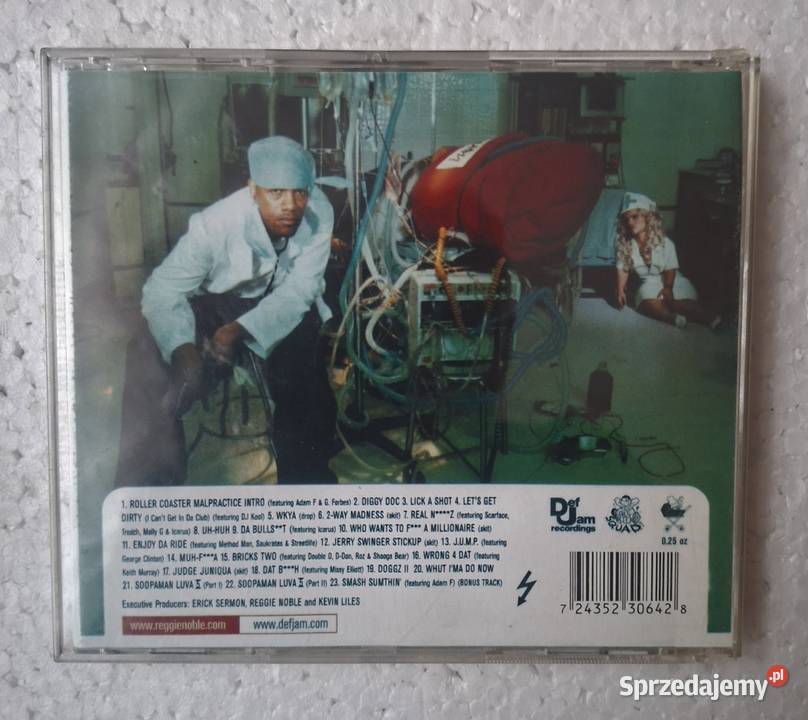 1. ROLLER COASTER MALPRACTICE INTRO (featuring Adam F & G. Forbes) 2. DIGGY DOC 3. LICK A SHOT 4. LET'S GET
DIRTY (I Can't Get In Da Club) (featuring DJ Kool) 5. WKYA (drop) 6. 2-WAY MADNESS (skit) 7. REAL N****Z (featuring Scarface,
Treach, Mally G & Icarus) 8. UH-HUH 9. DA BULLS**T (featuring Icarus) 10. WHO WANTS TO F*** A MILLIONAIRE (skit)
11. ENJOY DA RIDE (featuring Method Man, Saukrates & Streetlife) 12. JERRY SWINGER STICKUP (skit) 13. J.U.M.P. (featuring
George Clinton) 14. MUH-F***A 15. BRICKS TWO (featuring Double O, D-Don, Roz & Shooga Bear) 16. WRONG 4 DAT (featuring
Keith Murray) 17. JUDGE JUNIQUA (skit) 18. DAT B***H (featuring Missy Elliott) 19. DOGGZ II 20. WHUT I'MA DO NOW
21. SOOPAMAN LUVA (Part I) 22. SOOPAMAN LUVA (Part II) 23. SMASH SUMTHIN' (featuring Adam F) (BONUS TRACK)
Executive Producers: ERICK SERMON, REGGIE NOBLE and KEVIN LILES
www.reggienoble.com www.defjam.com
Def
Jam
recordings
SQUAD
0.25 oz
7 24352 30642 8
Sprzedajemy.pl